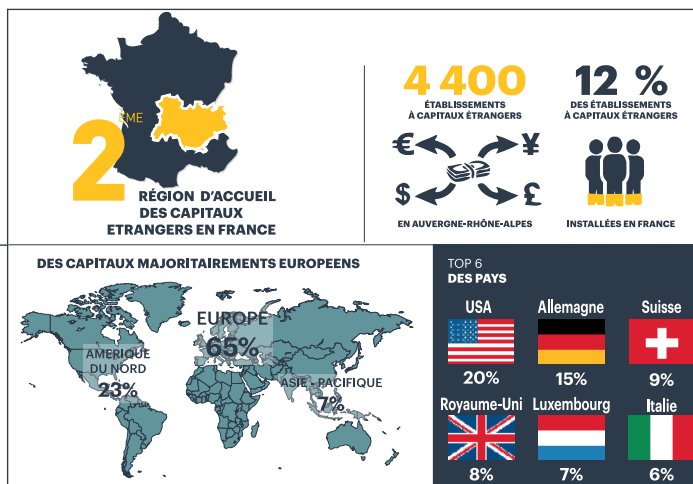 2ME
RÉGION D'ACCUEIL
DES CAPITAUX
ETRANGERS EN FRANCE
4 400
ÉTABLISSEMENTS
À CAPITAUX ÉTRANGERS
€ ¥
$ £
EN AUVERGNE-RHÔNE-ALPES
12 %
DES ÉTABLISSEMENTS
À CAPITAUX ÉTRANGERS
INSTALLÉES EN FRANCE
DES CAPITAUX MAJORITAIREMENTS EUROPEENS
EUROPE
65%
AMERIQUE
DU NORD
23%
ASIE - PACIFIQUE
7%
TOP 6
DES PAYS
USA Allemagne Suisse
20% 15% 9%
Royaume-Uni Luxembourg Italie
8% 7% 6%